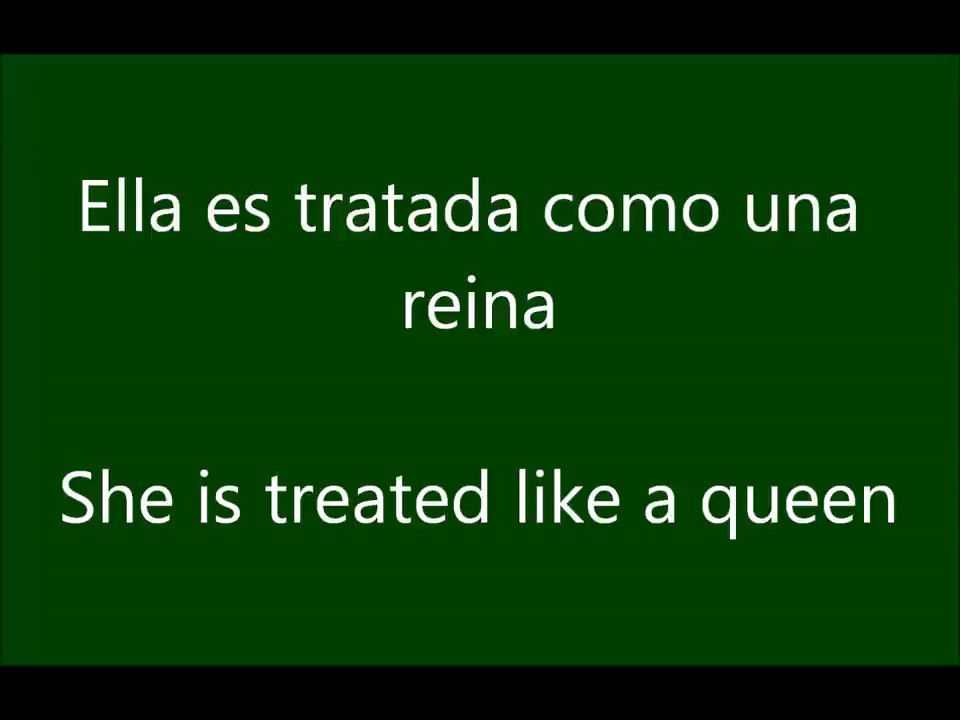 Ella es tratada como una
reina
She is treated like a queen